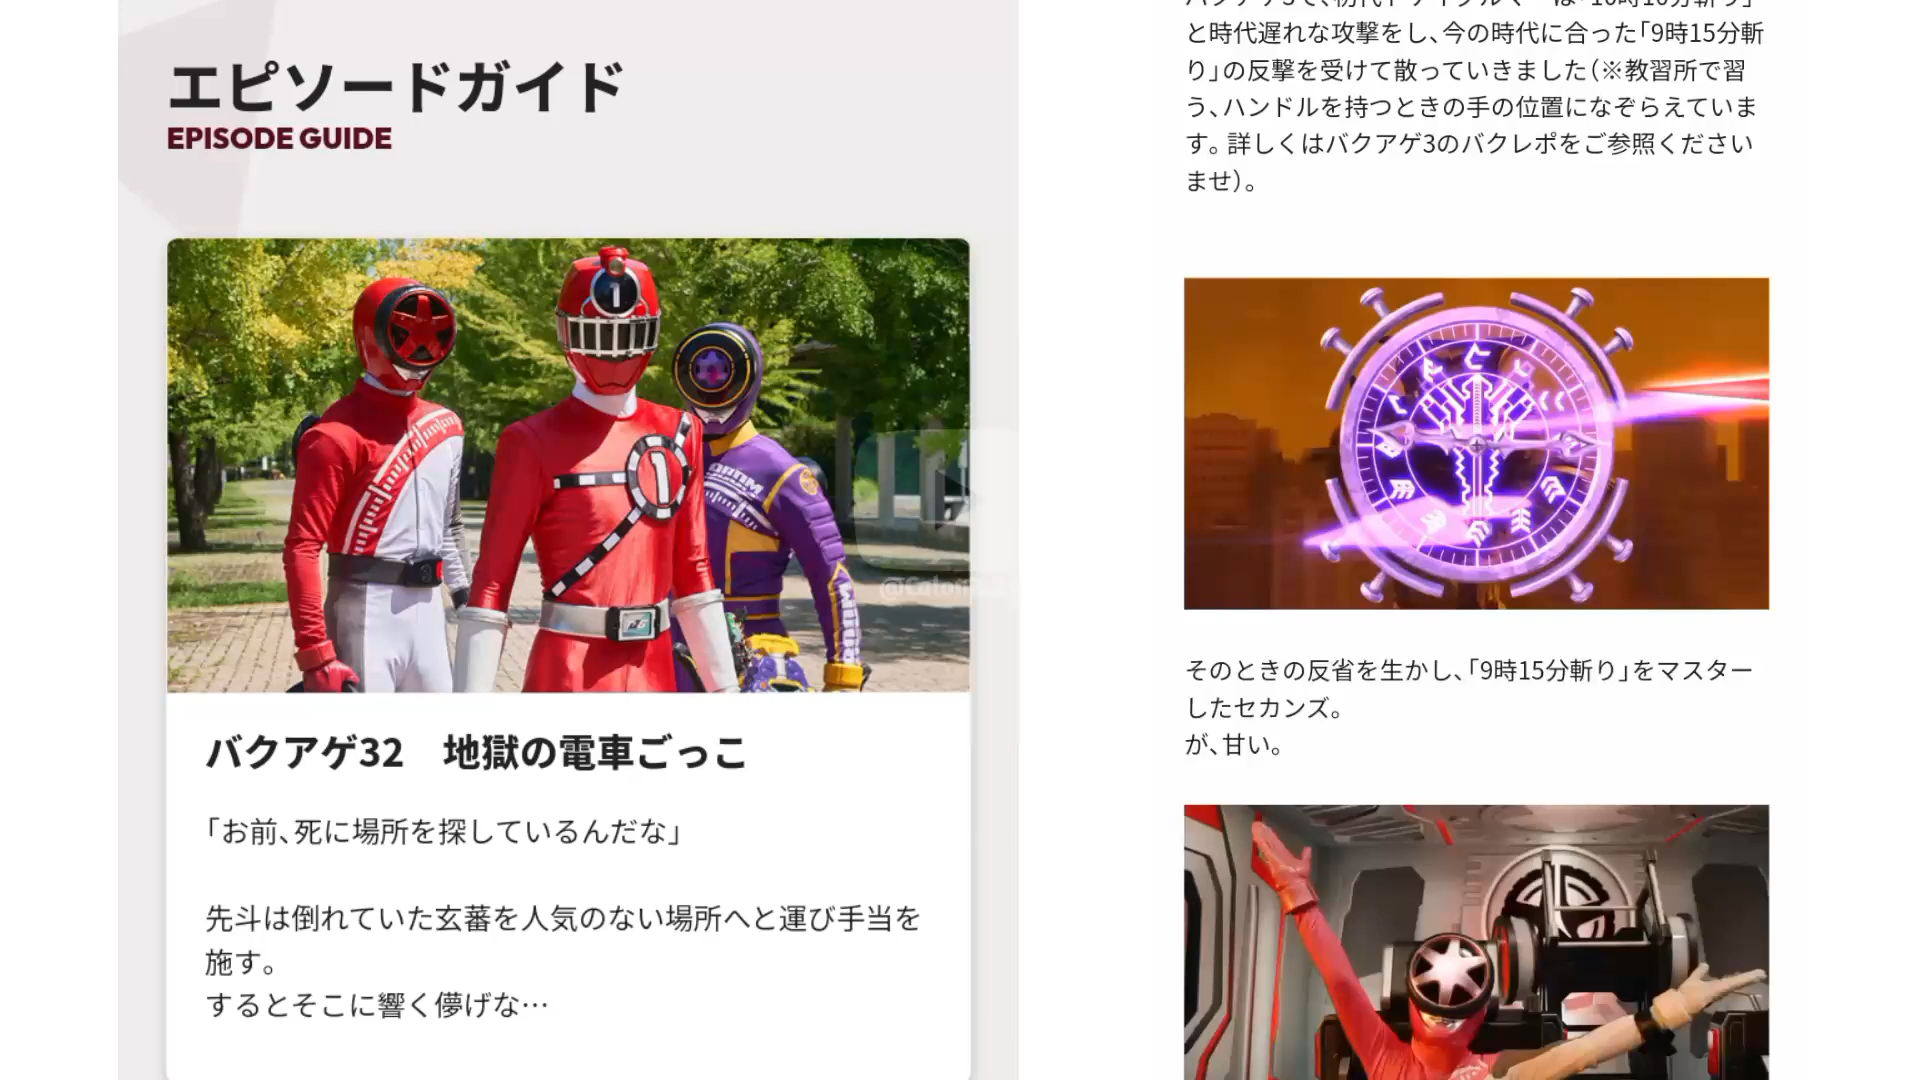 エピソードガイド
EPISODE GUIDE
バクアゲ32　地獄の電車ごっこ
「お前、死に場所を探しているんだな」
先斗は倒れていた玄蕃を人気のない場所へと運び手当を
施す。
するとそこに響く儚げな…
と時代遅れな攻撃をし、今の時代に合った「9時15分斬
り」の反撃を受けて散っていきました（※教習所で習
う、ハンドルを持つときの手の位置になぞらえていま
す。詳しくはバクアゲ3のバクレポをご参照ください
ませ）。
そのときの反省を生かし、「9時15分斬り」をマスター
したセカンズ。
が、甘い。